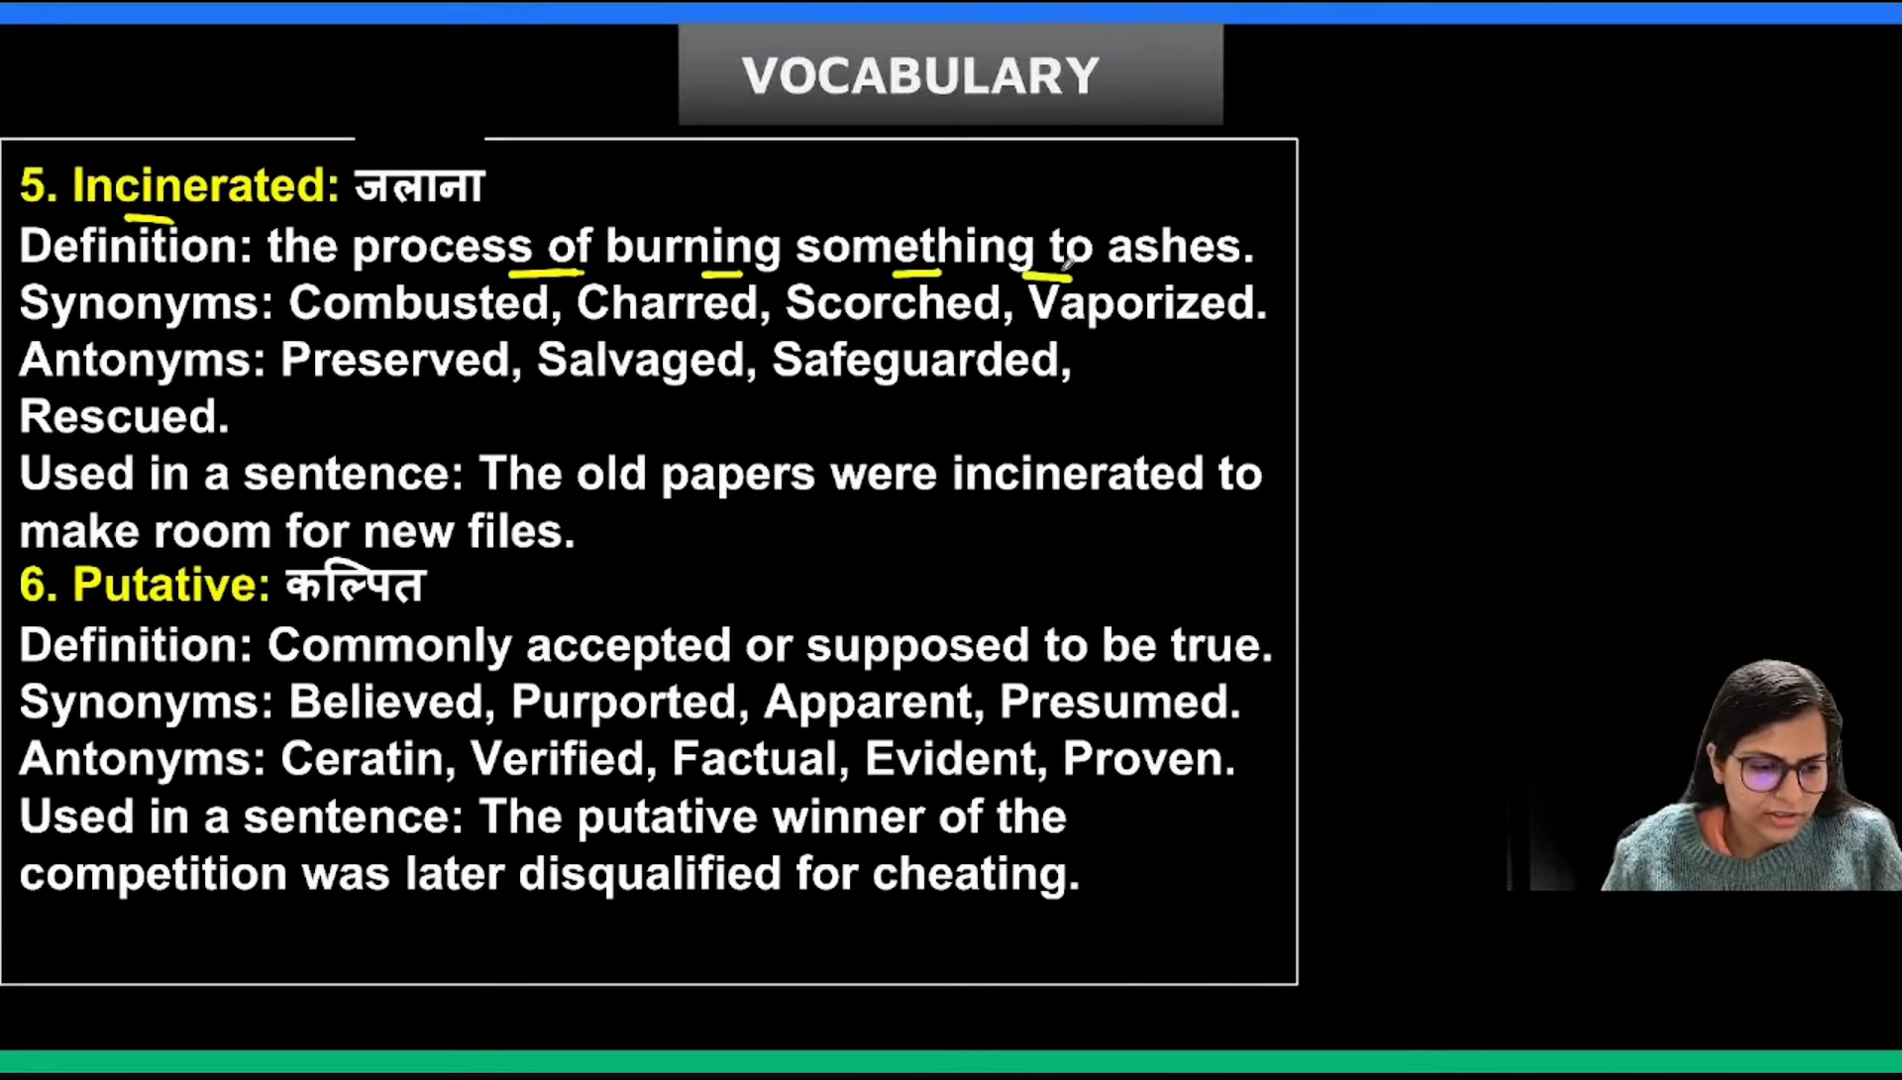 VOCABULARY
5. Incinerated: जलाना
Definition: the process of burning something to ashes.
Synonyms: Combusted, Charred, Scorched, Vaporized.
Antonyms: Preserved, Salvaged, Safeguarded,
Rescued.
Used in a sentence: The old papers were incinerated to
make room for new files.
6. Putative: कल्पित
Definition: Commonly accepted or supposed to be true.
Synonyms: Believed, Purported, Apparent, Presumed.
Antonyms: Ceratin, Verified, Factual, Evident, Proven.
Used in a sentence: The putative winner of the
competition was later disqualified for cheating.